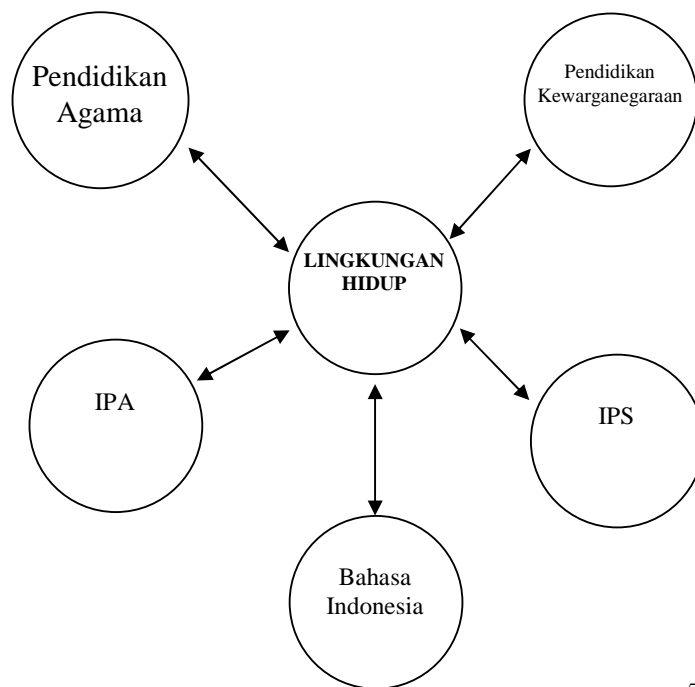 Pendidikan
Agama
Pendidikan
Kewarganegaraan
LINGKUNGAN
HIDUP
IPA
IPS
Bahasa
Indonesia